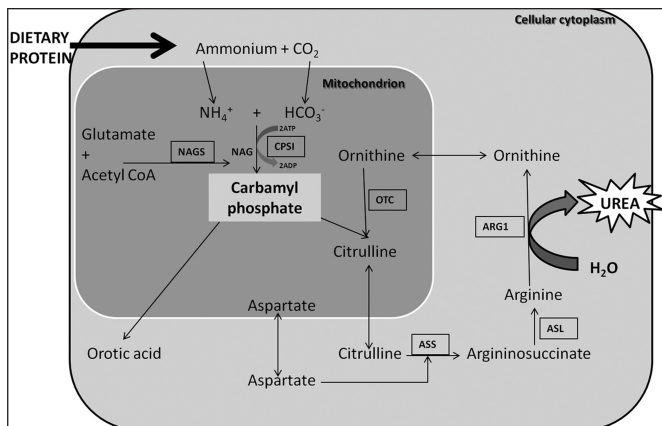 Cellular cytoplasm
DIETARY
PROTEIN
Ammonium + CO₂
Mitochondrion
NH₄⁺ + HCO₃⁻
Glutamate
+
Acetyl CoA
NAGS
NAG
2ATP
CPSI
2ADP
Carbamyl
phosphate
Ornithine
Ornithine
OTC
Citrulline
ARG1
UREA
H₂O
Arginine
Aspartate
ASL
Orotic acid
Citrulline
ASS
Argininosuccinate
Aspartate